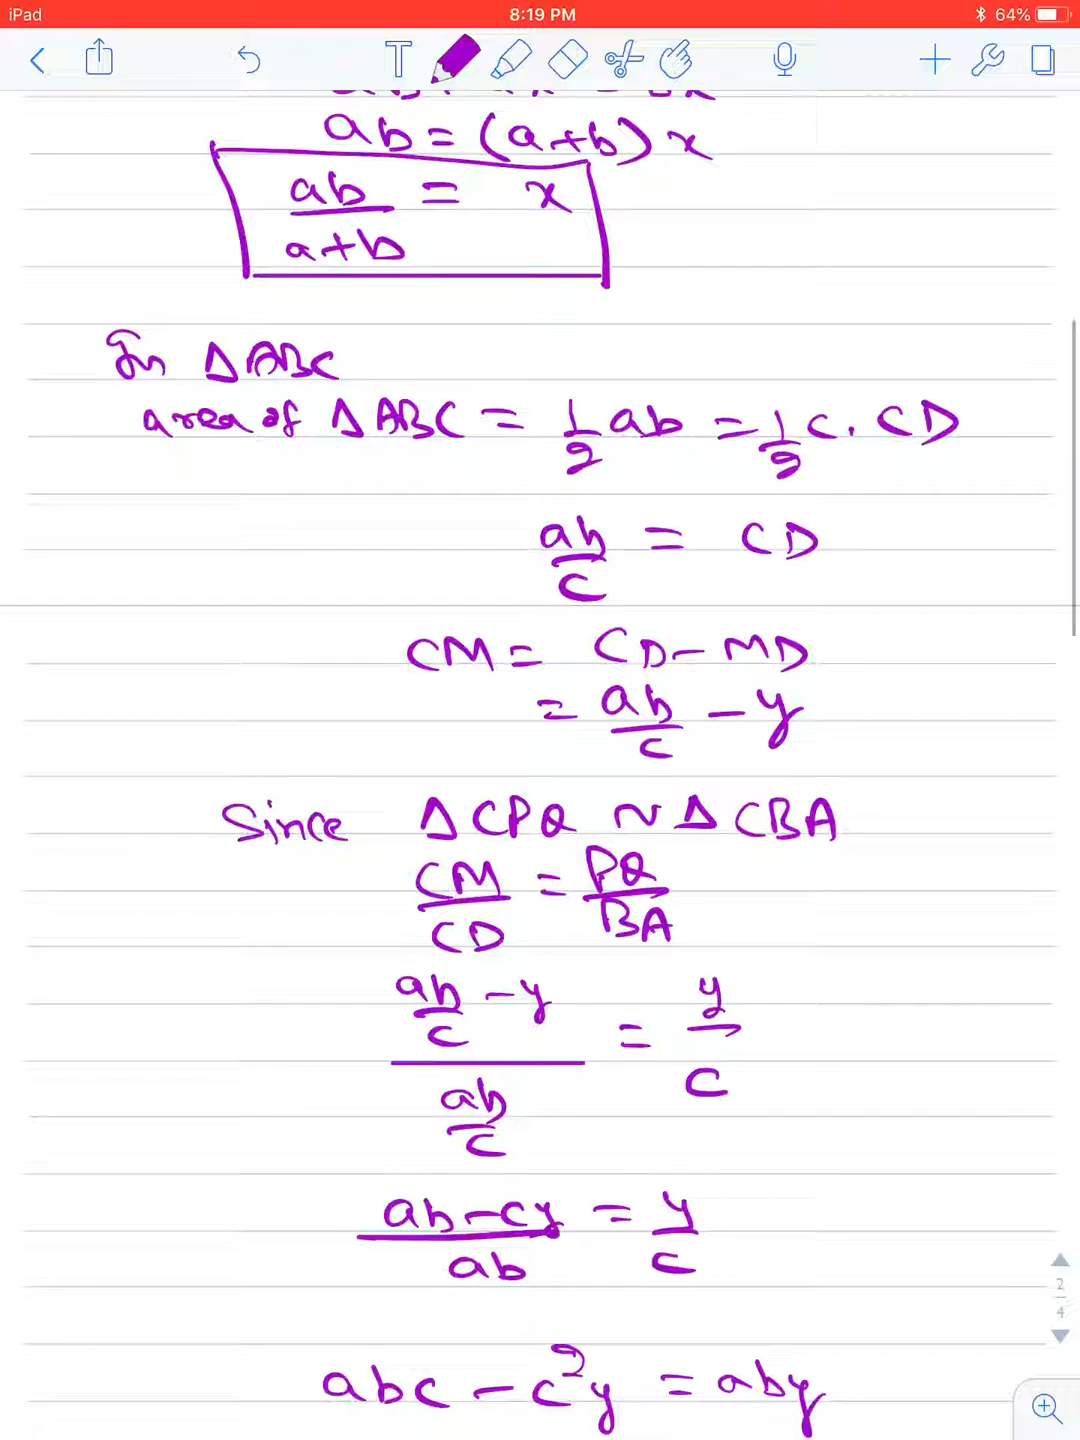 iPad 8:19 PM 64%
T
ab = (a+b) x
ab/a+b = x
In ΔABC
area of ΔABC = 1/2 ab = 1/2 c. CD
ab/c = CD
CM = CD - MD
= ab/c - y
Since ΔCPQ ~ ΔCBA
CM/CD = PQ/BA
(ab/c - y)/(ab/c) = y/c
ab-cy/ab = y/c
2
4
abc - c²y = aby